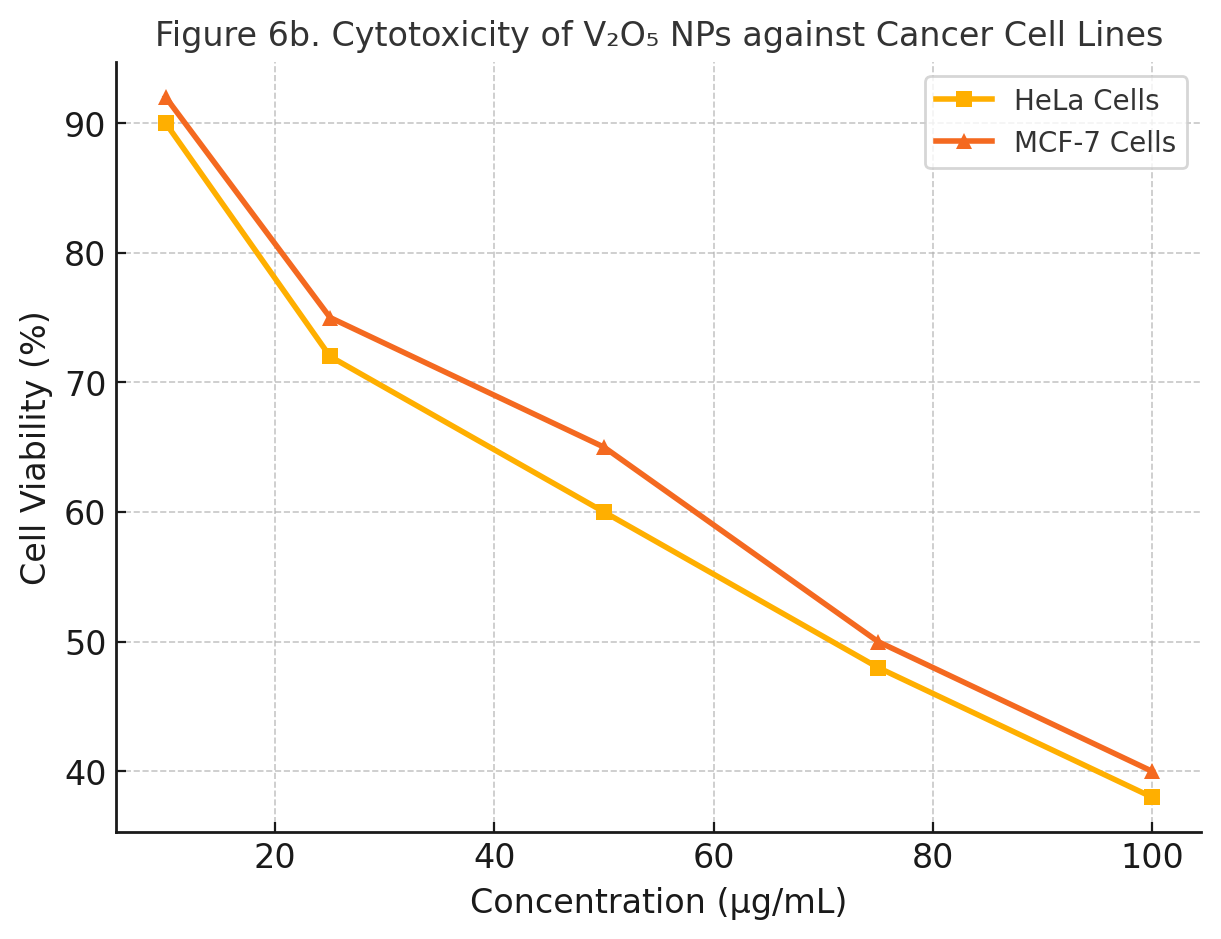 Figure 6b. Cytotoxicity of V₂O₅ NPs against Cancer Cell Lines
HeLa Cells
MCF-7 Cells
Cell Viability (%)
90
80
70
60
50
40
20 40 60 80 100
Concentration (μg/mL)